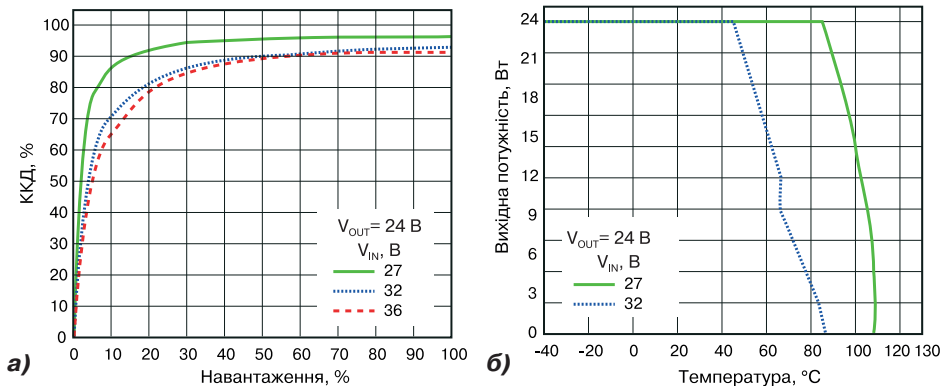 ККД, %
100
90
80
70
60
50
40
30
20
10
0
VOUT= 24 В
VIN, В
27
32
36
0 10 20 30 40 50 60 70 80 90 100
Навантаження, %
а)
Вихідна потужність, Вт
24
21
18
15
12
9
6
3
0
VOUT= 24 В
VIN, В
27
32
-40 -20 0 20 40 60 80 100 120 130
Температура, °C
б)